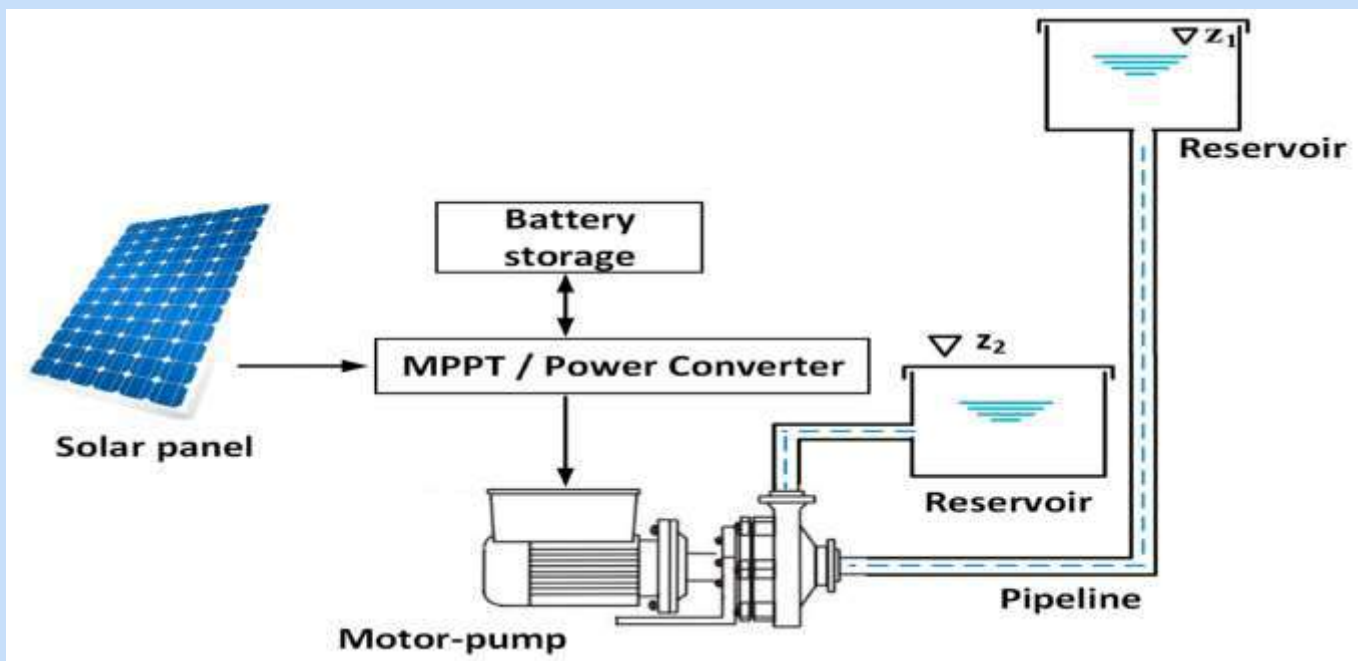 z1
Reservoir
Battery
storage
MPPT / Power Converter
z2
Solar panel
Reservoir
Pipeline
Motor-pump